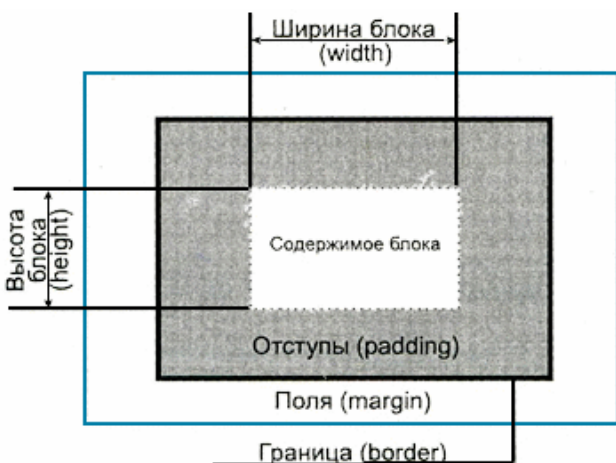 Ширина блока
(width)
Высота
блока
(height)
Содержимое блока
Отступы (padding)
Поля (margin)
Граница (border)